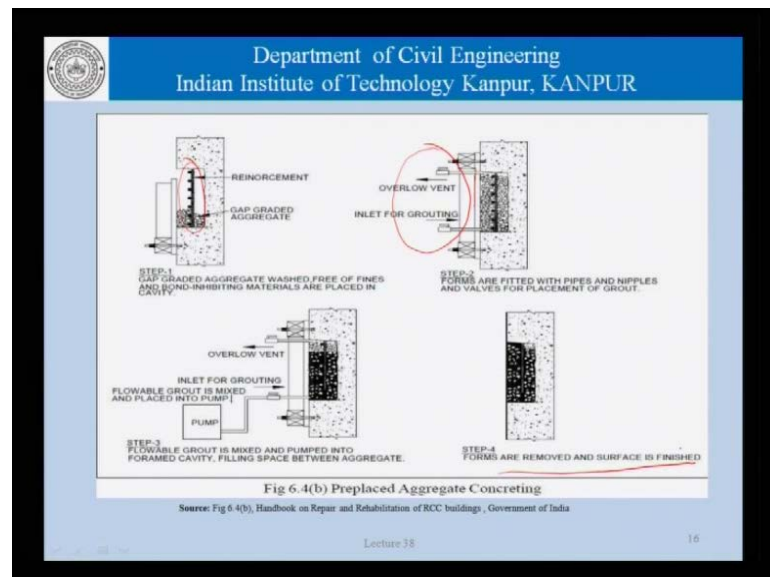 Department of Civil Engineering
Indian Institute of Technology Kanpur, KANPUR
REINORCEMENT
GAP GRADED
AGGREGATE
STEP-1
GAP GRADED AGGREGATE WASHED,FREE OF FINES
AND BOND-INHIBITING MATERIALS ARE PLACED IN
CAVITY.
OVERLOW VENT
INLET FOR GROUTING
STEP-2
FORMS ARE FITTED WITH PIPES AND NIPPLES
AND VALVES FOR PLACEMENT OF GROUT.
OVERLOW VENT
INLET FOR GROUTING
FLOWABLE GROUT IS MIXED
AND PLACED INTO PUMP.
PUMP
STEP-3
FLOWABLE GROUT IS MIXED AND PUMPED INTO
FORAMED CAVITY, FILLING SPACE BETWEEN AGGREGATE.
STEP-4
FORMS ARE REMOVED AND SURFACE IS FINISHED
Fig 6.4(b) Preplaced Aggregate Concreting
Source: Fig 6.4(b), Handbook on Repair and Rehabilitation of RCC buildings , Government of India
Lecture 38
16